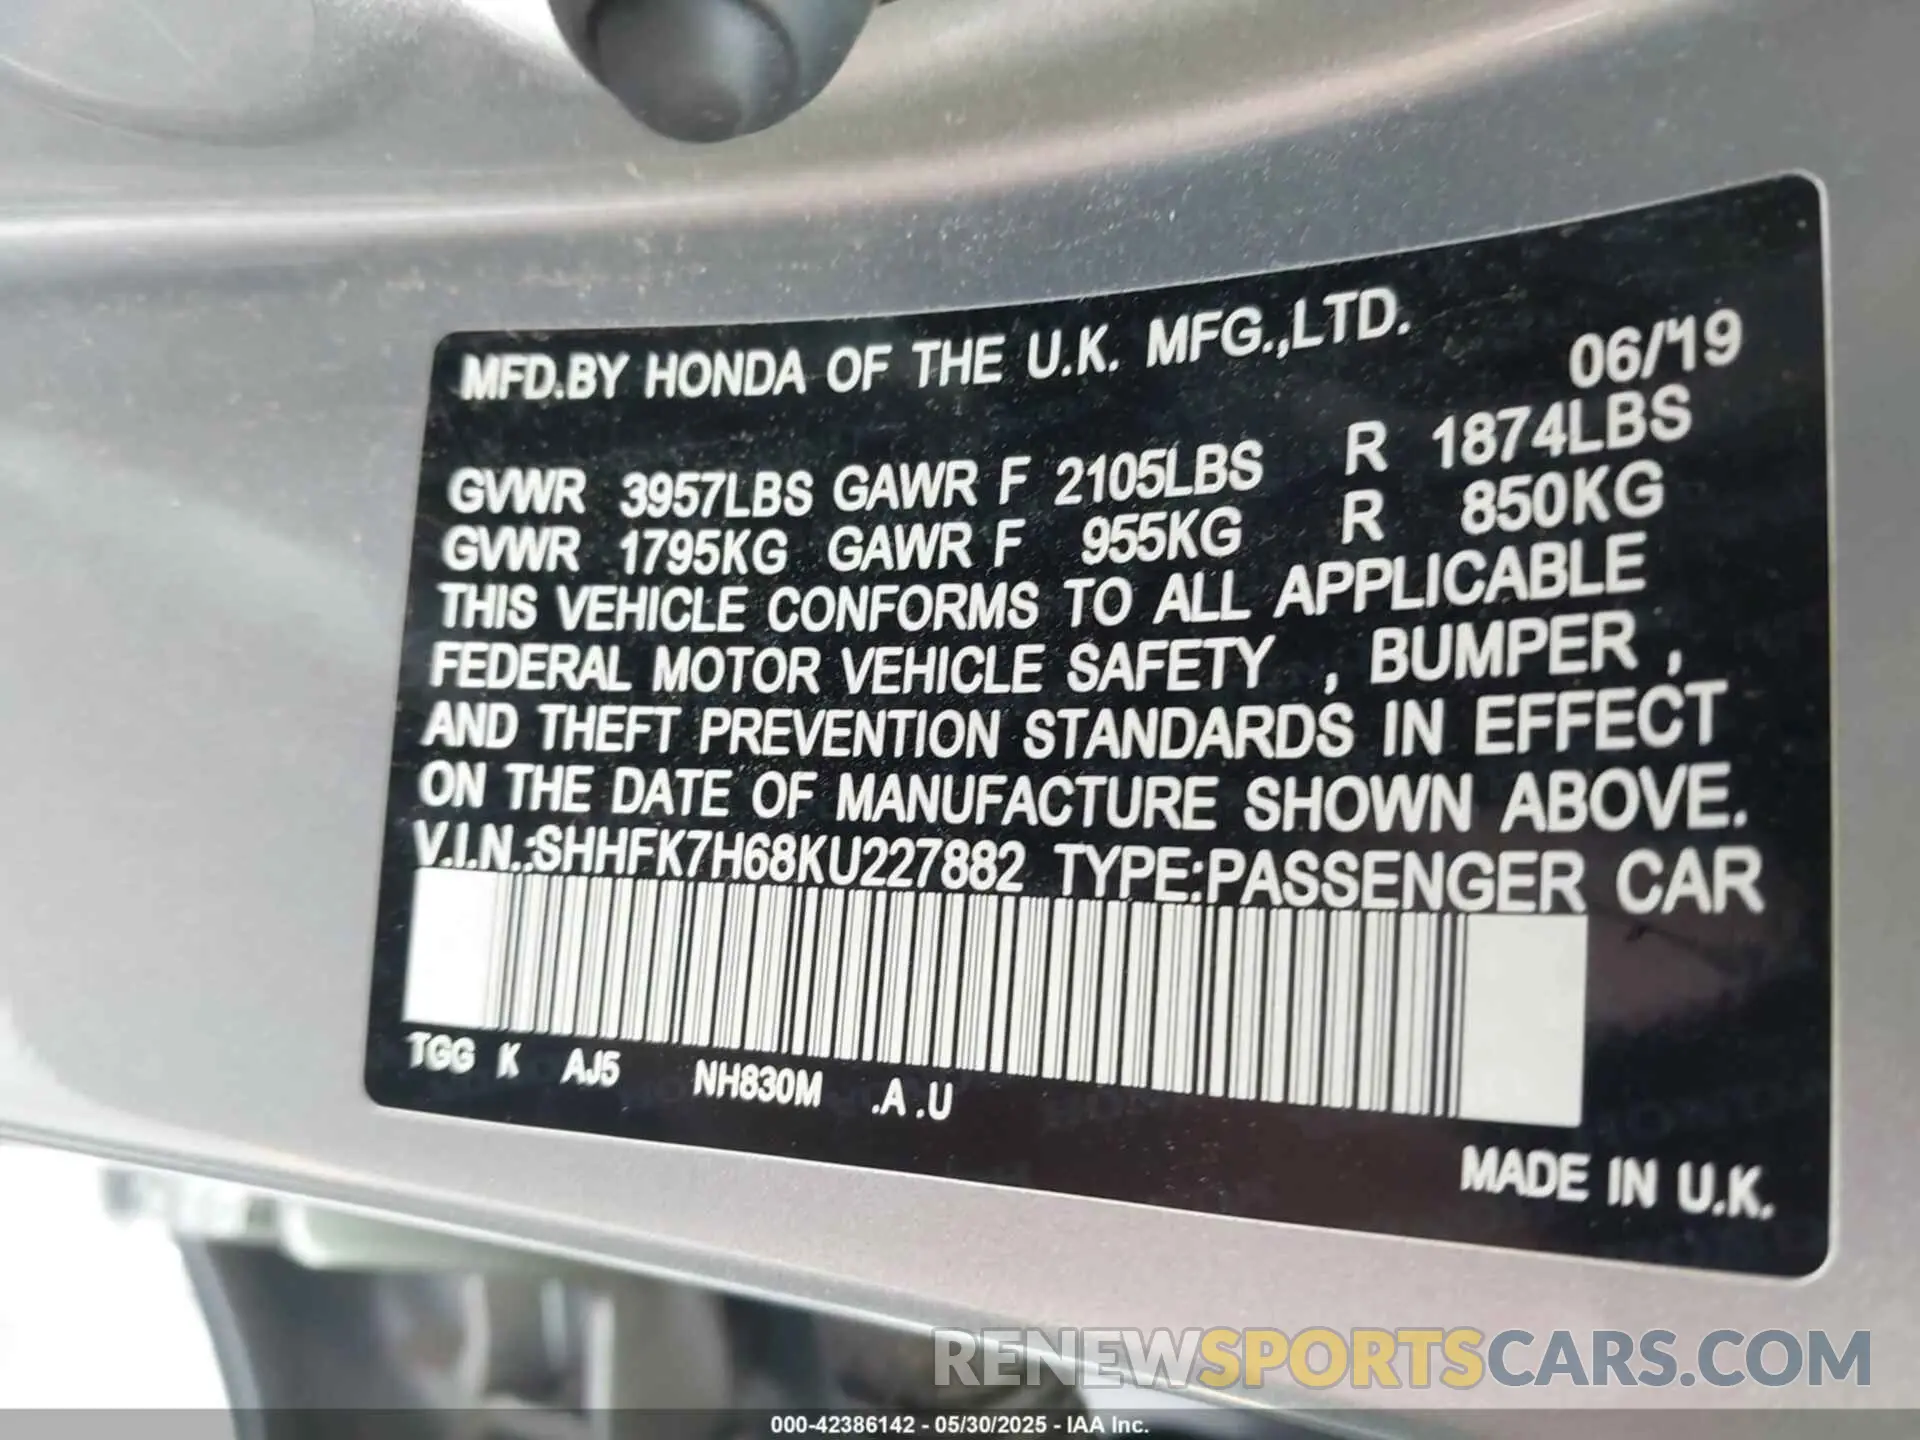 MFD.BY HONDA OF THE U.K. MFG.,LTD. 06/'19
GVWR 3957LBS GAWR F 2105LBS R 1874LBS
GVWR 1795KG GAWR F 955KG R 850KG
THIS VEHICLE CONFORMS TO ALL APPLICABLE
FEDERAL MOTOR VEHICLE SAFETY , BUMPER ,
AND THEFT PREVENTION STANDARDS IN EFFECT
ON THE DATE OF MANUFACTURE SHOWN ABOVE.
V.I.N.:SHHFK7H68KU227882 TYPE:PASSENGER CAR
TGG K AJ5 NH830M .A .U
MADE IN U.K.
RENEWSPORTSCARS.COM
000-42386142 - 05/30/2025 - IAA Inc.